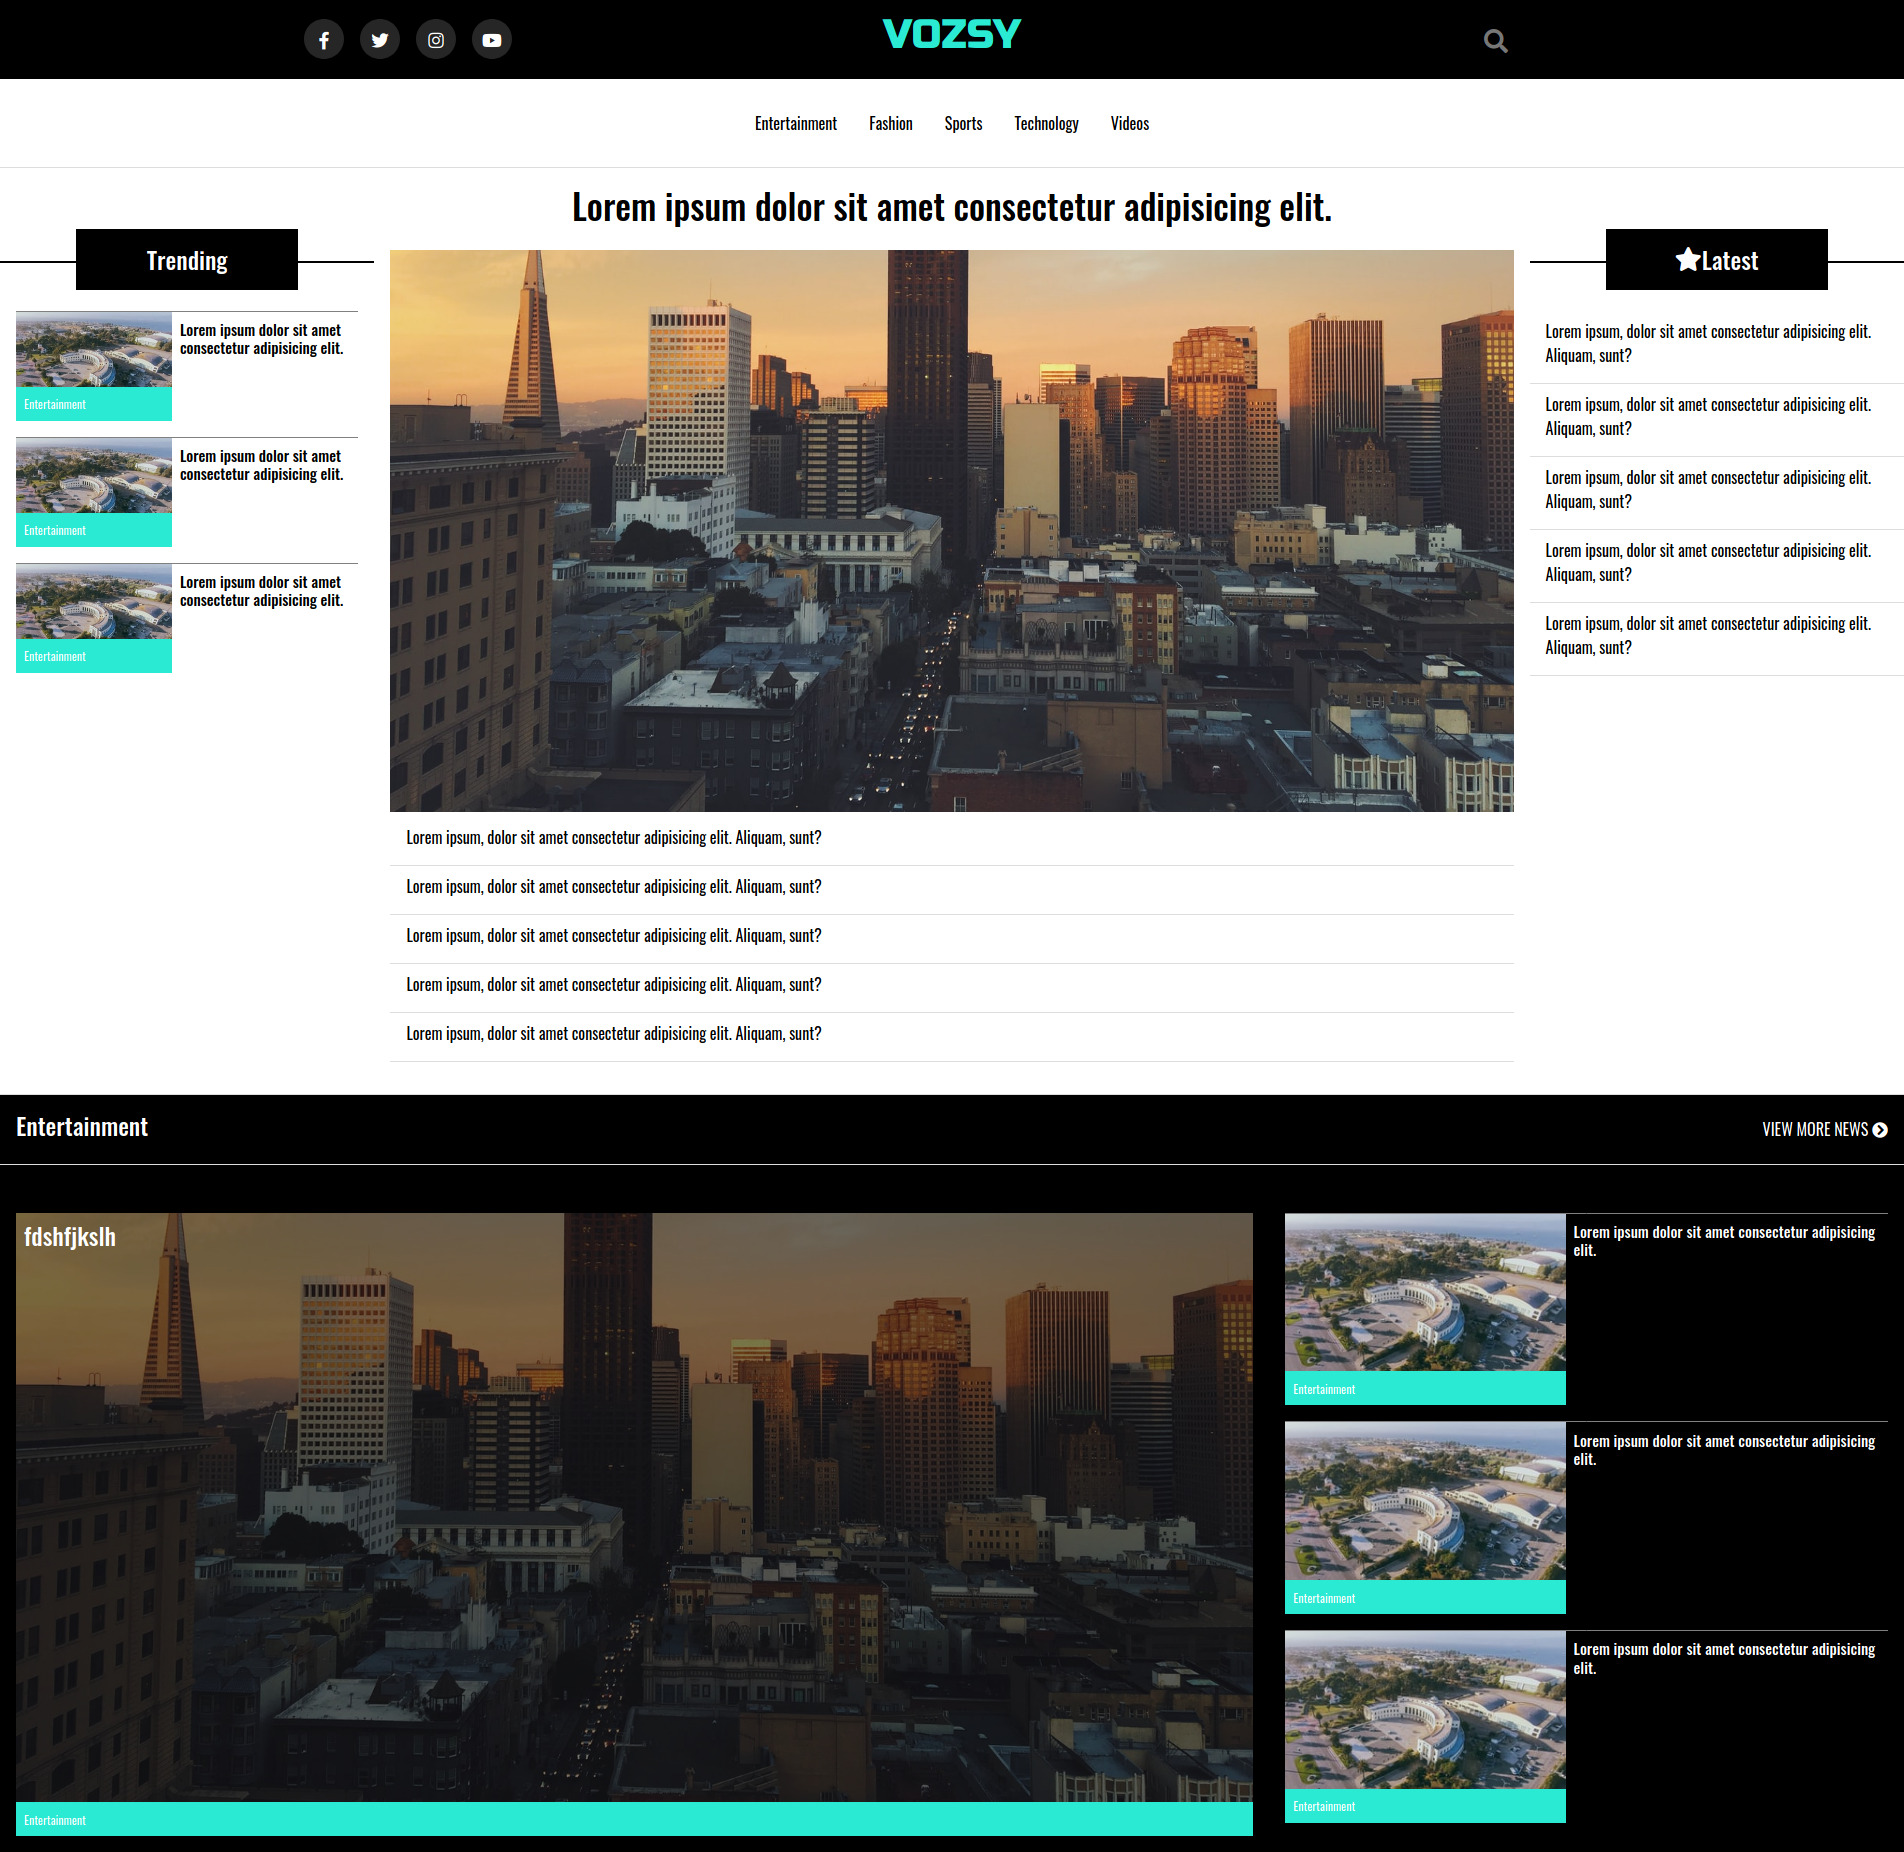 VOZSY
Entertainment Fashion Sports Technology Videos
Lorem ipsum dolor sit amet consectetur adipisicing elit.
Trending
Lorem ipsum dolor sit amet
consectetur adipisicing elit.
Entertainment
Lorem ipsum dolor sit amet
consectetur adipisicing elit.
Entertainment
Lorem ipsum dolor sit amet
consectetur adipisicing elit.
Entertainment
Lorem ipsum, dolor sit amet consectetur adipisicing elit. Aliquam, sunt?
Lorem ipsum, dolor sit amet consectetur adipisicing elit. Aliquam, sunt?
Lorem ipsum, dolor sit amet consectetur adipisicing elit. Aliquam, sunt?
Lorem ipsum, dolor sit amet consectetur adipisicing elit. Aliquam, sunt?
Lorem ipsum, dolor sit amet consectetur adipisicing elit. Aliquam, sunt?
Latest
Lorem ipsum, dolor sit amet consectetur adipisicing elit.
Aliquam, sunt?
Lorem ipsum, dolor sit amet consectetur adipisicing elit.
Aliquam, sunt?
Lorem ipsum, dolor sit amet consectetur adipisicing elit.
Aliquam, sunt?
Lorem ipsum, dolor sit amet consectetur adipisicing elit.
Aliquam, sunt?
Lorem ipsum, dolor sit amet consectetur adipisicing elit.
Aliquam, sunt?
Entertainment
VIEW MORE NEWS
fdshfjkslh
Entertainment
Lorem ipsum dolor sit amet consectetur adipisicing
elit.
Entertainment
Lorem ipsum dolor sit amet consectetur adipisicing
elit.
Entertainment
Lorem ipsum dolor sit amet consectetur adipisicing
elit.
Entertainment